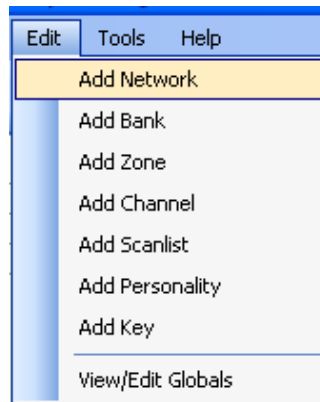 Edit Tools Help
Add Network
Add Bank
Add Zone
Add Channel
Add Scanlist
Add Personality
Add Key
View/Edit Globals